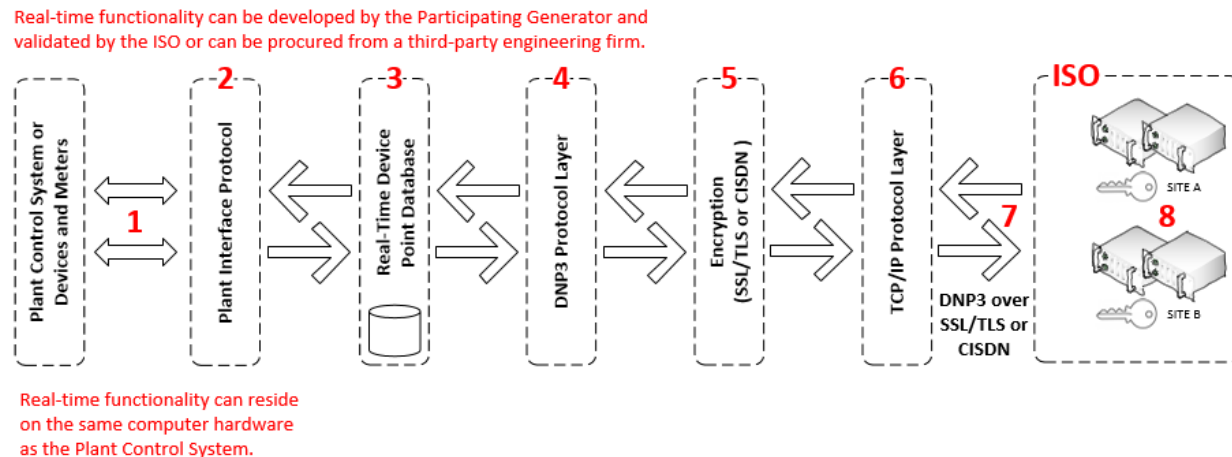 Real-time functionality can be developed by the Participating Generator and
validated by the ISO or can be procured from a third-party engineering firm.
Plant Control System or
Devices and Meters
1
2
Plant Interface Protocol
3
Real-Time Device
Point Database
4
DNP3 Protocol Layer
5
Encryption
(SSL/TLS or CISDN )
6
TCP/IP Protocol Layer
7
DNP3 over
SSL/TLS or
CISDN
ISO
SITE A
8
SITE B
Real-time functionality can reside
on the same computer hardware
as the Plant Control System.